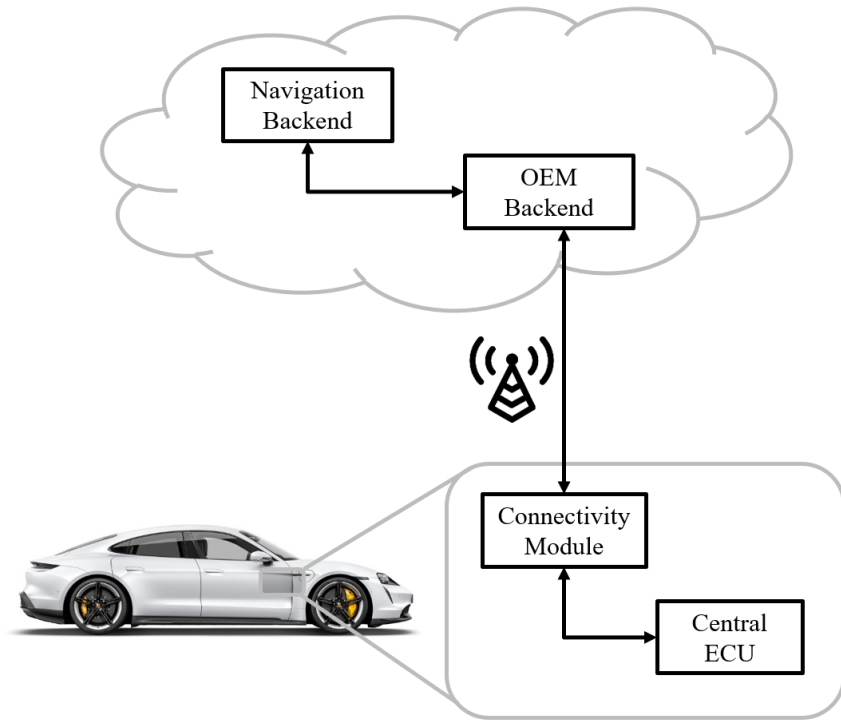 Navigation
Backend
OEM
Backend
Connectivity
Module
Central
ECU